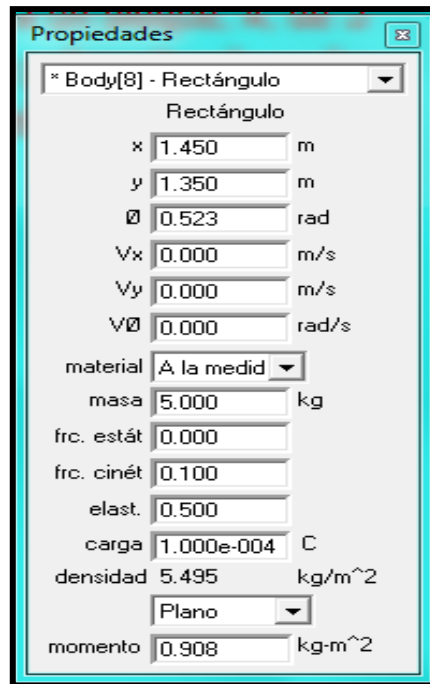 Propiedades
* Body[8] - Rectángulo
Rectángulo
x 1.450 m
y 1.350 m
Ø 0.523 rad
Vx 0.000 m/s
Vy 0.000 m/s
VØ 0.000 rad/s
material A la medid
masa 5.000 kg
frc. estát 0.000
frc. cinét 0.100
elast. 0.500
carga 1.000e-004 C
densidad 5.495 kg/m^2
Plano
momento 0.908 kg-m^2